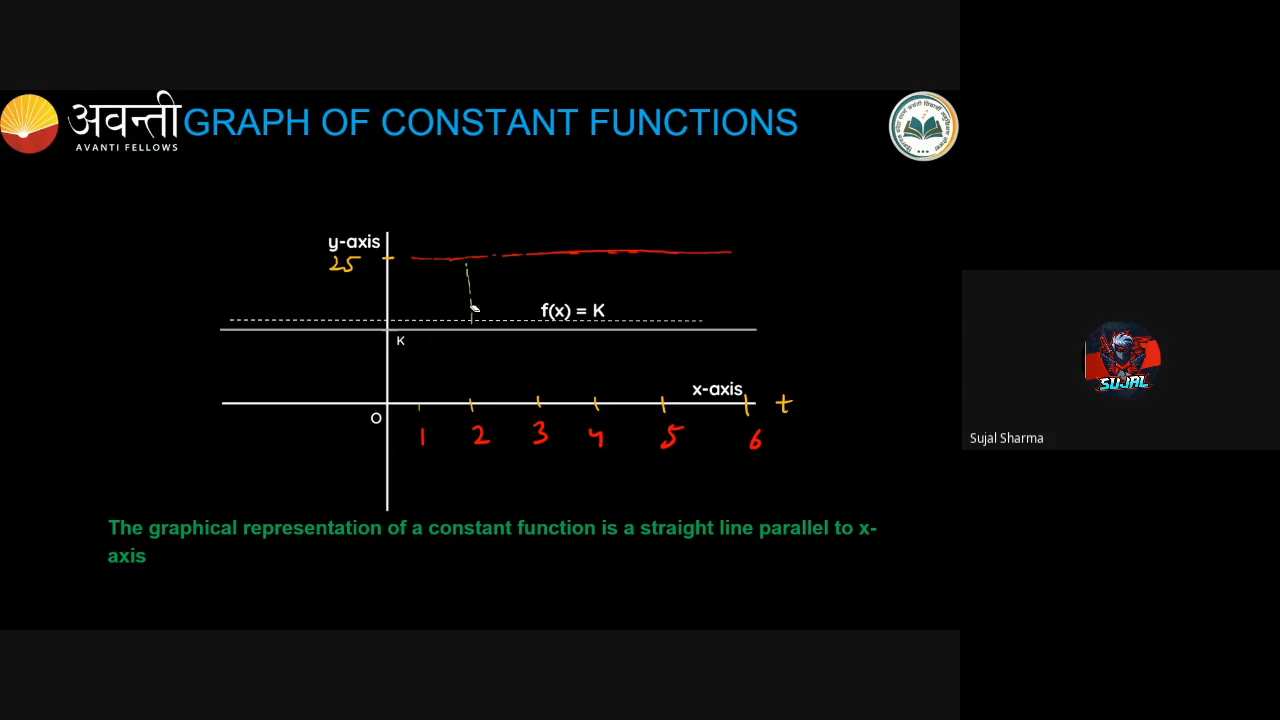 अवन्ती
AVANTI FELLOWS
GRAPH OF CONSTANT FUNCTIONS
y-axis
25
f(x) = K
K
x-axis
t
O
1 2 3 4 5 6
The graphical representation of a constant function is a straight line parallel to x-
axis
SUJAL
Sujal Sharma